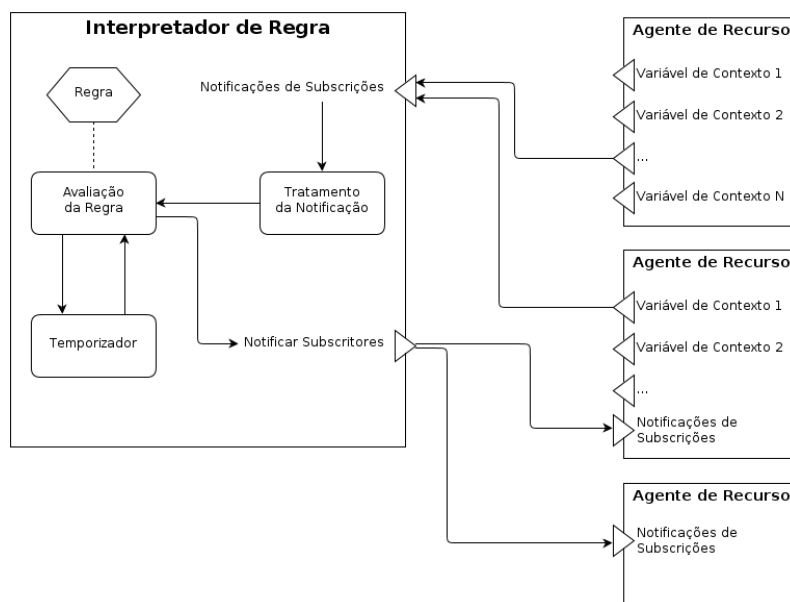 Interpretador de Regra
Regra
Notificações de Subscrições
Avaliação
da Regra
Tratamento
da Notificação
Temporizador
Notificar Subscritores
Agente de Recurso
Variável de Contexto 1
Variável de Contexto 2
...
Variável de Contexto N
Agente de Recurso
Variável de Contexto 1
Variável de Contexto 2
...
Notificações de
Subscrições
Agente de Recurso
Notificações de
Subscrições